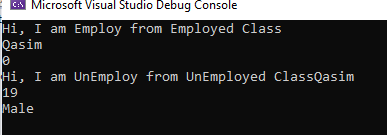 Microsoft Visual Studio Debug Console
Hi, I am Employ from Employed Class
Qasim
0
Hi, I am UnEmploy from UnEmployed ClassQasim
19
Male